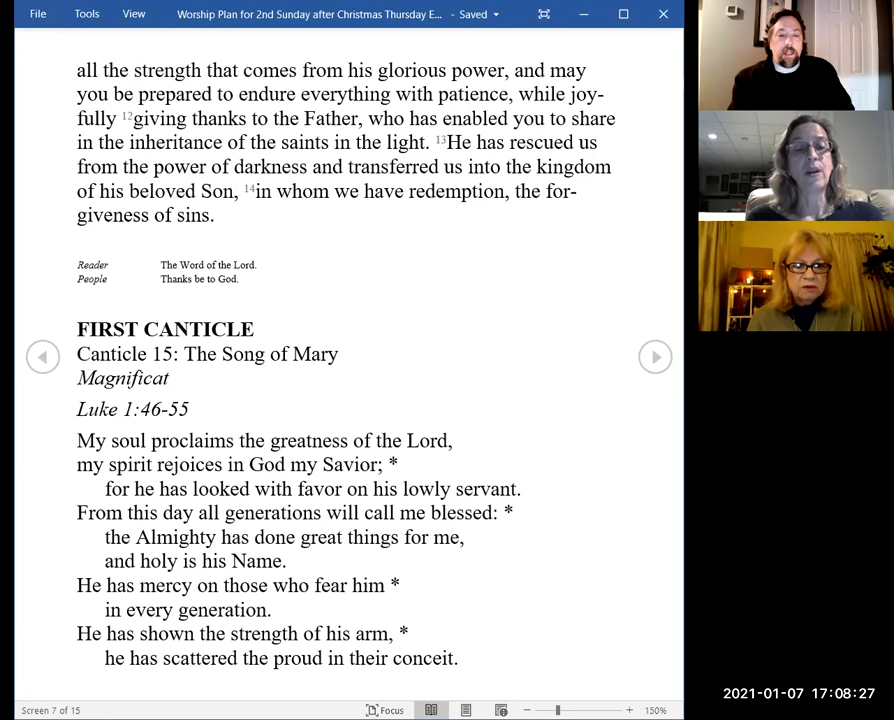 File Tools View Worship Plan for 2nd Sunday after Christmas Thursday E... - Saved
all the strength that comes from his glorious power, and may
you be prepared to endure everything with patience, while joy-
fully 12giving thanks to the Father, who has enabled you to share
in the inheritance of the saints in the light. 13He has rescued us
from the power of darkness and transferred us into the kingdom
of his beloved Son, 14in whom we have redemption, the for-
giveness of sins.
Reader The Word of the Lord.
People Thanks be to God.
FIRST CANTICLE
Canticle 15: The Song of Mary
Magnificat
Luke 1:46-55
My soul proclaims the greatness of the Lord,
my spirit rejoices in God my Savior; *
for he has looked with favor on his lowly servant.
From this day all generations will call me blessed: *
the Almighty has done great things for me,
and holy is his Name.
He has mercy on those who fear him *
in every generation.
He has shown the strength of his arm, *
he has scattered the proud in their conceit.
Screen 7 of 15 Focus 150%
2021-01-07 17:08:27